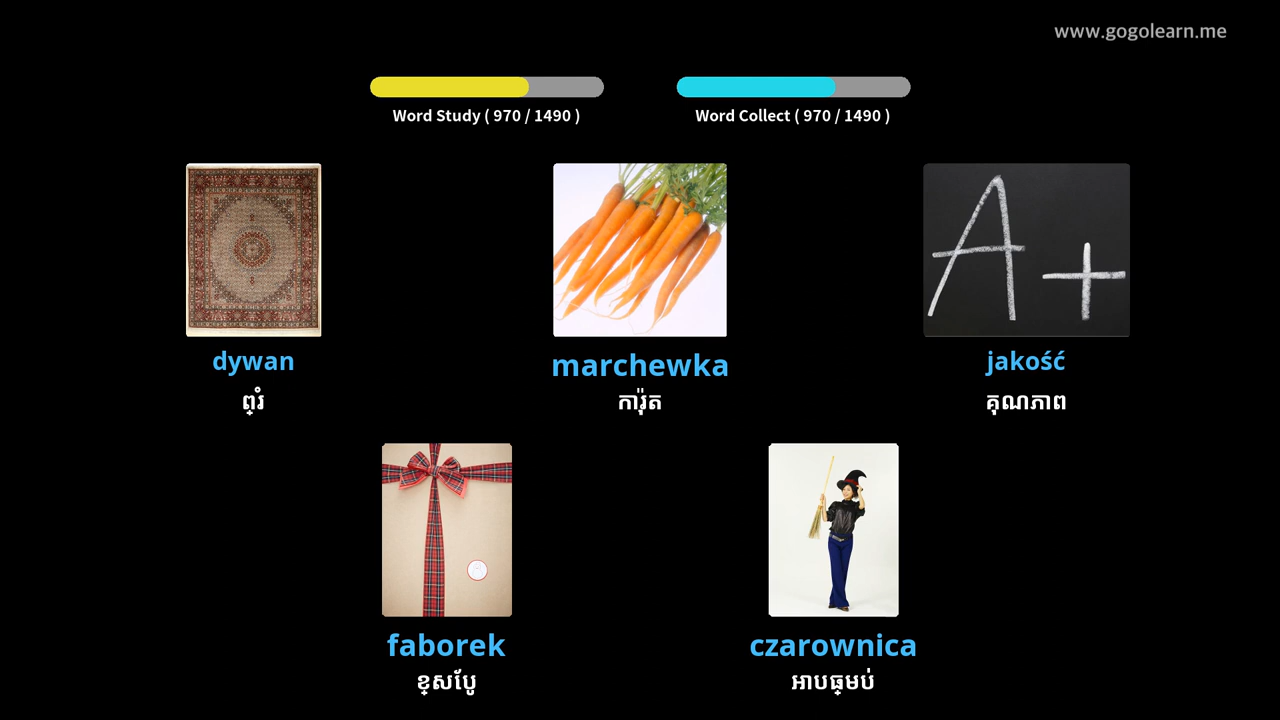 www.gogolearn.me
Word Study ( 970 / 1490 )
Word Collect ( 970 / 1490 )
dywan
ព្រំ
marchewka
ការ៉ុត
jakość
គុណភាព
faborek
ខ្សែបូ
czarownica
អាបធ្មប់